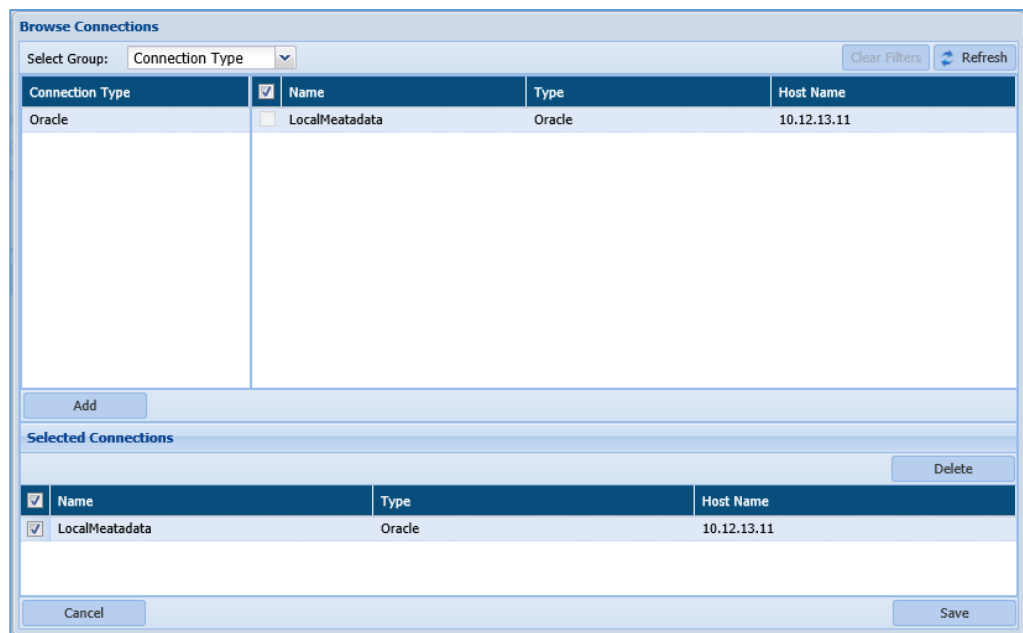 Browse Connections
Select Group: Connection Type Clear Filters Refresh
Connection Type Name Type Host Name
Oracle LocalMeatadata Oracle 10.12.13.11
Add
Selected Connections
Delete
Name Type Host Name
LocalMeatadata Oracle 10.12.13.11
Cancel Save